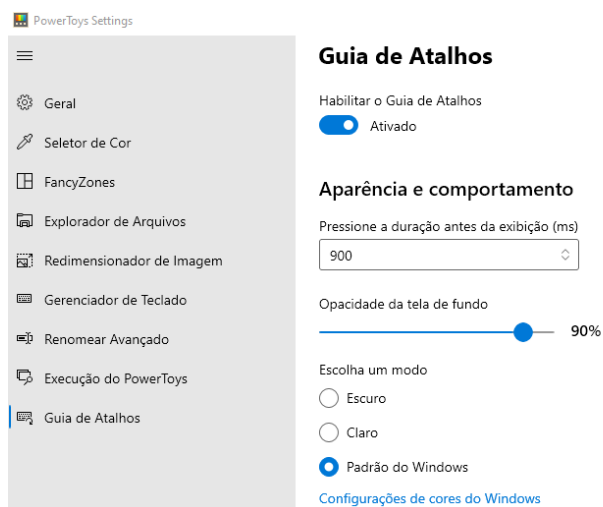 PowerToys Settings
Geral
Seletor de Cor
FancyZones
Explorador de Arquivos
Redimensionador de Imagem
Gerenciador de Teclado
Renomear Avançado
Execução do PowerToys
Guia de Atalhos
Guia de Atalhos
Habilitar o Guia de Atalhos
Ativado
Aparência e comportamento
Pressione a duração antes da exibição (ms)
900
Opacidade da tela de fundo
90%
Escolha um modo
Escuro
Claro
Padrão do Windows
Configurações de cores do Windows